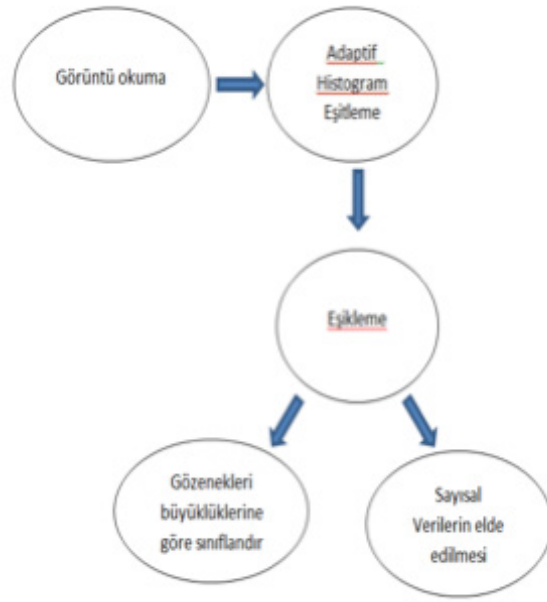 Görüntü okuma
Adaptif
Histogram
Eşitleme
Eşikleme
Gözenekleri
büyüklüklerine
göre sınıflandır
Sayısal
Verilerin elde
edilmesi